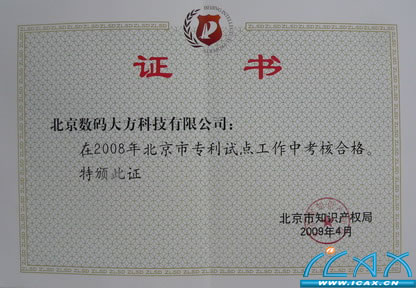 证 书
北京数码大方科技有限公司：
在2008年北京市专利试点工作中考核合格。
特颁此证
北京市知识产权局
2009年4月
ICAX
WWW.ICAX.CN